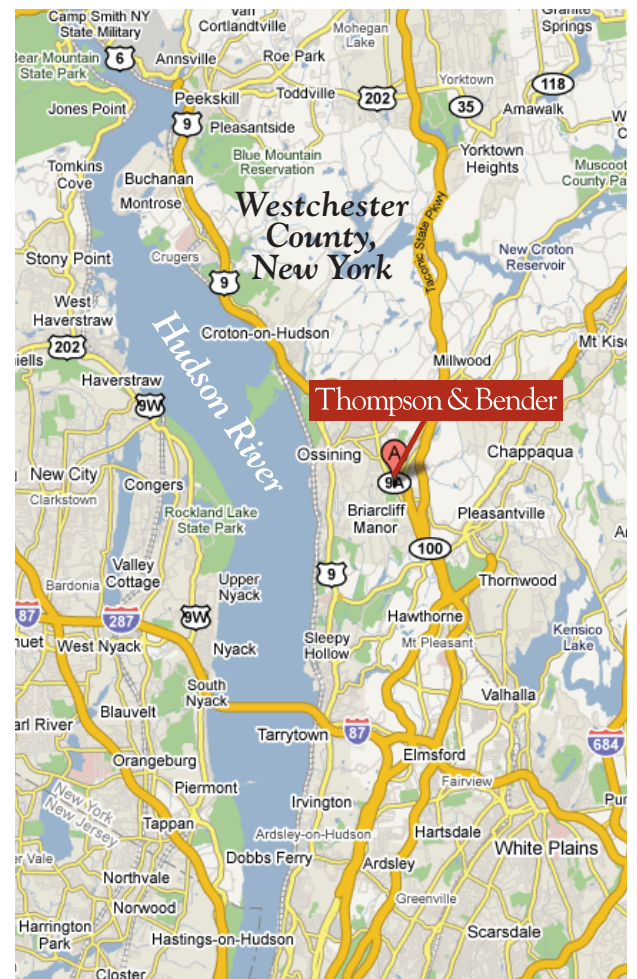 Camp Smith NY
State Military
Van
Cortlandtville
Mohegan
Lake
Granite
Springs
6
Annsville
Roe Park
Bear Mountain
State Park
Yorktown
118
Toddville
202
35
Amawalk
Jones Point
Peekskill
9
Pleasantside
Yorktown
Heights
Blue Mountain
Reservation
Muscoot
County Pa
Tomkins
Cove
Buchanan
Montrose
Westchester
County,
New York
Taconic State Pkwy
Stony Point
Crugers
New Croton
Reservoir
9
West
Haverstraw
Hudson River
Croton-on-Hudson
202
Mt Kisc
iells
Millwood
Haverstraw
9W
Thompson & Bender
A
Ossining
Chappaqua
9A
New City
Clarkstown
Congers
Rockland Lake
State Park
Briarcliff
Manor
Pleasantville
100
Valley
Cottage
Bardonia
Upper
Nyack
9
Thornwood
87
287
9W
Hawthorne
Kensico
Lake
nuet
West Nyack
Nyack
Sleepy
Hollow
Mt Pleasant
South
Nyack
Valhalla
Blauvelt
arl River
Tarrytown
87
684
Orangeburg
Elmsford
Piermont
Fairview
New York
New Jersey
Irvington
Pur
Tappan
Ardsley-on-Hudson
Hartsdale
White Plains
er Vale
Dobbs Ferry
Ardsley
Northvale
Greenville
Norwood
Harrington
Park
Hastings-on-Hudson
Scarsdale
Closter